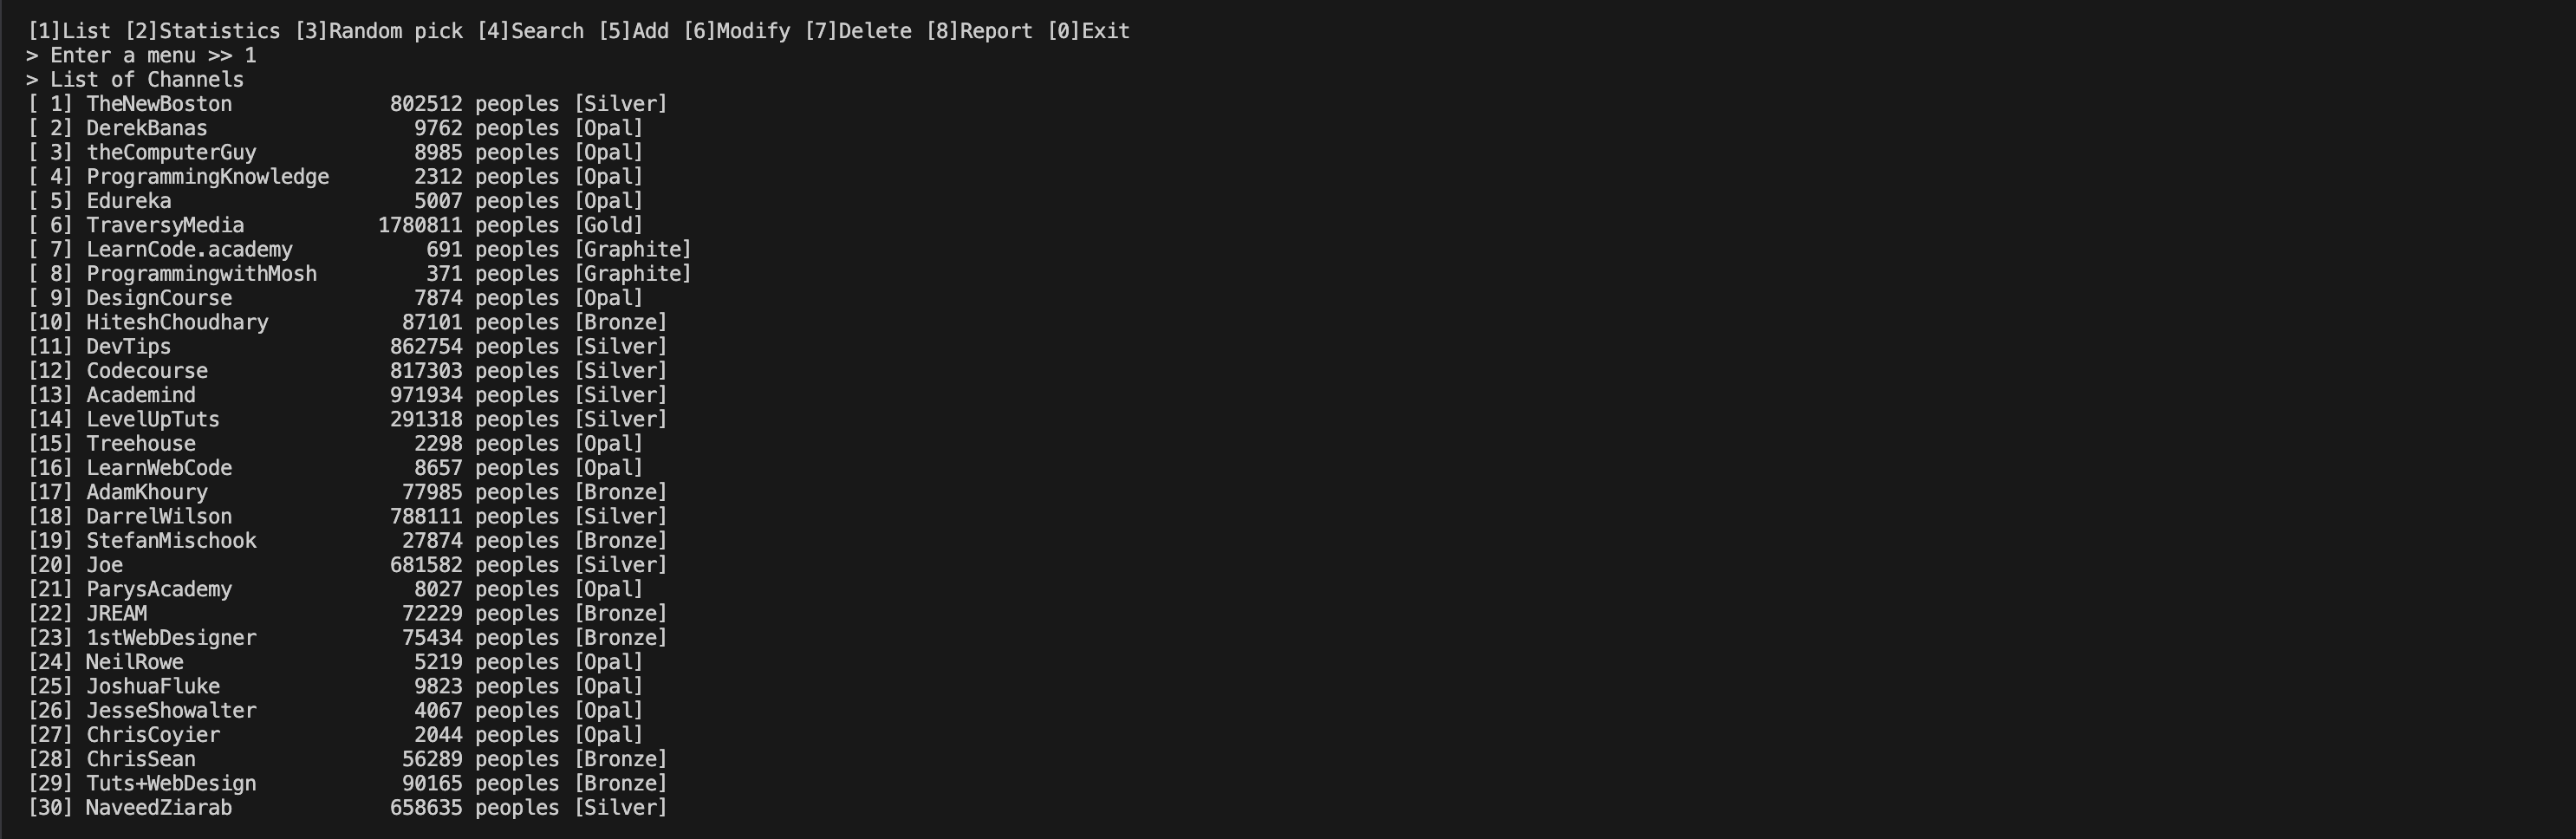 [1]List [2]Statistics [3]Random pick [4]Search [5]Add [6]Modify [7]Delete [8]Report [0]Exit
> Enter a menu >> 1
> List of Channels
[ 1] TheNewBoston             802512 peoples [Silver]
[ 2] DerekBanas                 9762 peoples [Opal]
[ 3] theComputerGuy             8985 peoples [Opal]
[ 4] ProgrammingKnowledge       2312 peoples [Opal]
[ 5] Edureka                    5007 peoples [Opal]
[ 6] TraversyMedia           1780811 peoples [Gold]
[ 7] LearnCode.academy           691 peoples [Graphite]
[ 8] ProgrammingwithMosh         371 peoples [Graphite]
[ 9] DesignCourse               7874 peoples [Opal]
[10] HiteshChoudhary           87101 peoples [Bronze]
[11] DevTips                  862754 peoples [Silver]
[12] Codecourse               817303 peoples [Silver]
[13] Academind                971934 peoples [Silver]
[14] LevelUpTuts              291318 peoples [Silver]
[15] Treehouse                  2298 peoples [Opal]
[16] LearnWebCode               8657 peoples [Opal]
[17] AdamKhoury                77985 peoples [Bronze]
[18] DarrelWilson             788111 peoples [Silver]
[19] StefanMischook            27874 peoples [Bronze]
[20] Joe                      681582 peoples [Silver]
[21] ParysAcademy               8027 peoples [Opal]
[22] JREAM                     72229 peoples [Bronze]
[23] 1stWebDesigner            75434 peoples [Bronze]
[24] NeilRowe                   5219 peoples [Opal]
[25] JoshuaFluke                9823 peoples [Opal]
[26] JesseShowalter             4067 peoples [Opal]
[27] ChrisCoyier                2044 peoples [Opal]
[28] ChrisSean                 56289 peoples [Bronze]
[29] Tuts+WebDesign            90165 peoples [Bronze]
[30] NaveedZiarab             658635 peoples [Silver]